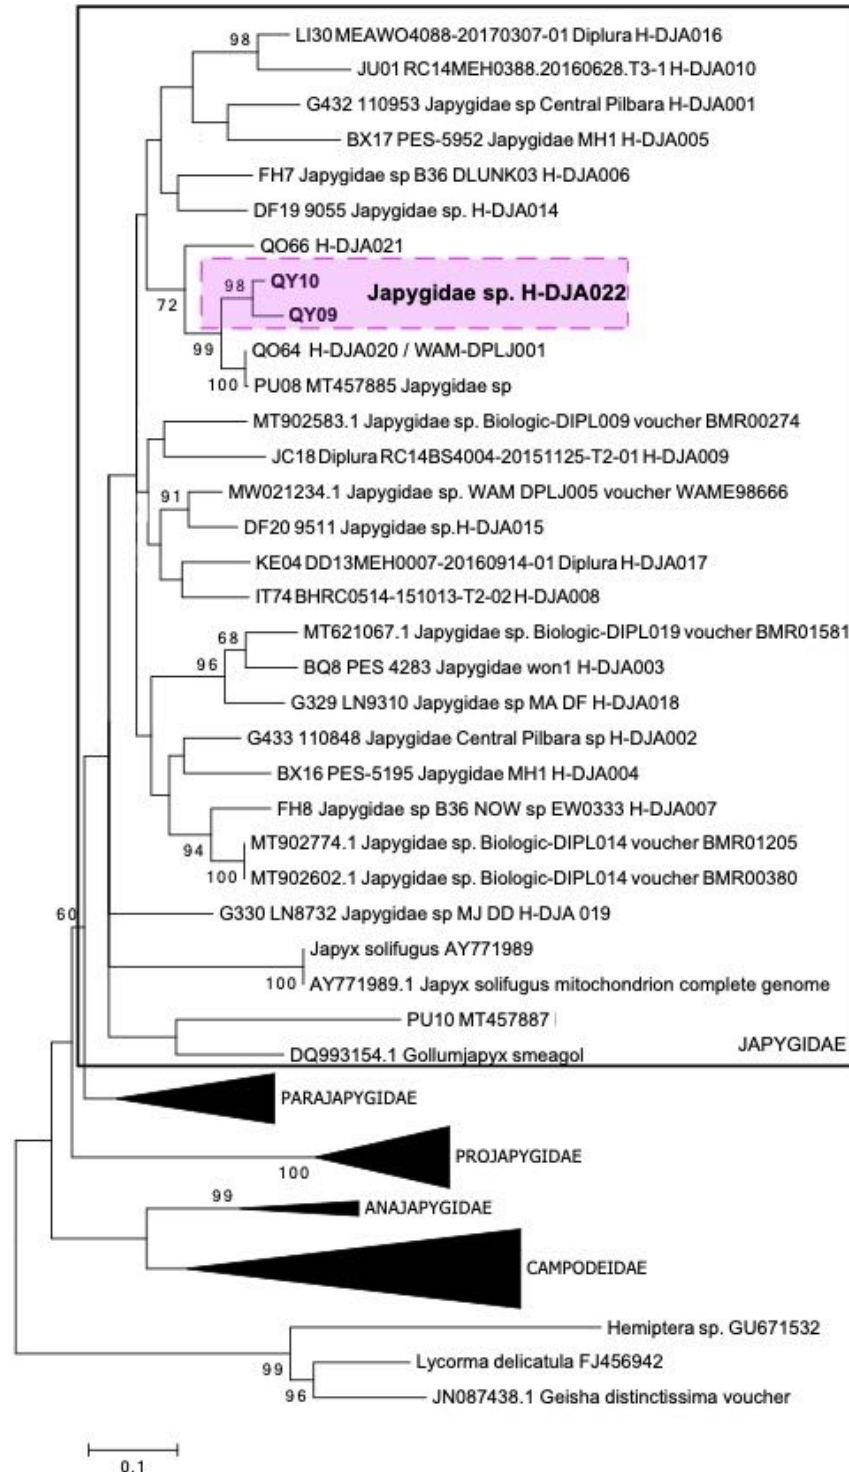 98
LI30 MEAWO4088-20170307-01 Diplura H-DJA016
JU01 RC14MEH0388.20160628.T3-1 H-DJA010
G432 110953 Japygidae sp Central Pilbara H-DJA001
BX17 PES-5952 Japygidae MH1 H-DJA005
FH7 Japygidae sp B36 DLUNK03 H-DJA006
DF19 9055 Japygidae sp. H-DJA014
QO66 H-DJA021
72
98
QY10
Japygidae sp. H-DJA022
QY09
99
QO64 H-DJA020 / WAM-DPLJ001
100
PU08 MT457885 Japygidae sp
MT902583.1 Japygidae sp. Biologic-DIPL009 voucher BMR00274
JC18 Diplura RC14BS4004-20151125-T2-01 H-DJA009
91
MW021234.1 Japygidae sp. WAM DPLJ005 voucher WAME98666
DF20 9511 Japygidae sp.H-DJA015
KE04 DD13MEH0007-20160914-01 Diplura H-DJA017
IT74 BHRC0514-151013-T2-02 H-DJA008
68
MT621067.1 Japygidae sp. Biologic-DIPL019 voucher BMR01581
96
BQ8 PES 4283 Japygidae won1 H-DJA003
G329 LN9310 Japygidae sp MA DF H-DJA018
G433 110848 Japygidae Central Pilbara sp H-DJA002
BX16 PES-5195 Japygidae MH1 H-DJA004
FH8 Japygidae sp B36 NOW sp EW0333 H-DJA007
94
MT902774.1 Japygidae sp. Biologic-DIPL014 voucher BMR01205
100
MT902602.1 Japygidae sp. Biologic-DIPL014 voucher BMR00380
60
G330 LN8732 Japygidae sp MJ DD H-DJA 019
Japyx solifugus AY771989
100
AY771989.1 Japyx solifugus mitochondrion complete genome
PU10 MT457887
JAPYGIDAE
DQ993154.1 Gollumjapyx smeagol
PARAJAPYGIDAE
PROJAPYGIDAE
100
99
ANAJAPYGIDAE
CAMPODEIDAE
Hemiptera sp. GU671532
99
Lycorma delicatula FJ456942
96
JN087438.1 Geisha distinctissima voucher
0.1